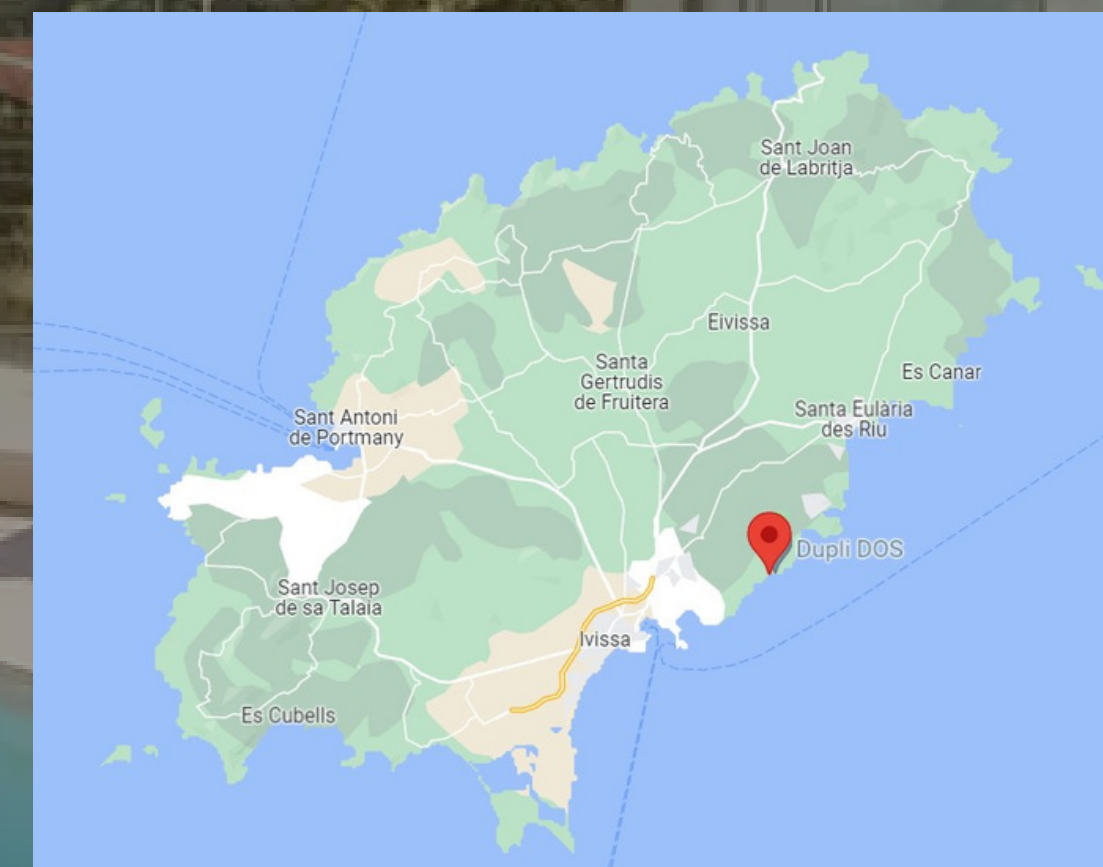 Sant Joan
de Labritja
Eivissa
Santa
Gertrudis
de Fruitera
Es Canar
Sant Antoni
de Portmany
Santa Eulària
des Riu
Dupli DOS
Sant Josep
de sa Talaia
Ivissa
Es Cubells